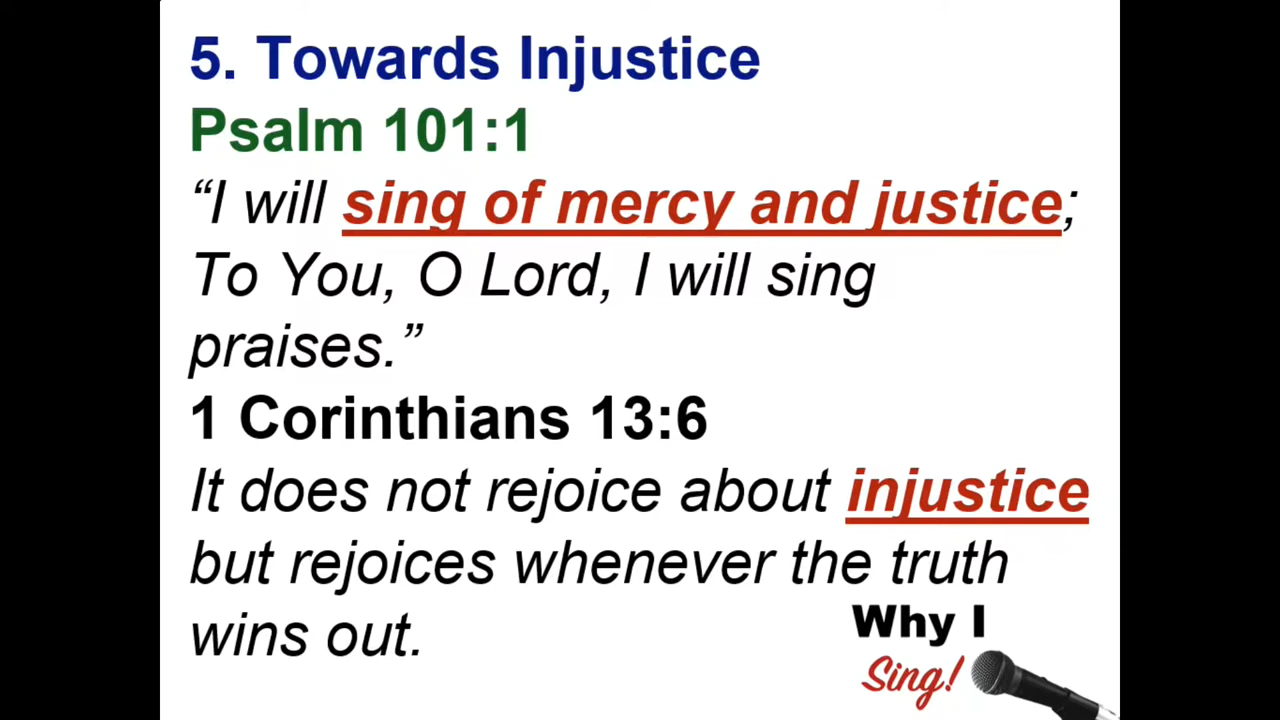 5. Towards Injustice
Psalm 101:1
“I will sing of mercy and justice;
To You, O Lord, I will sing
praises.”
1 Corinthians 13:6
It does not rejoice about injustice
but rejoices whenever the truth
wins out.
Why I
Sing!